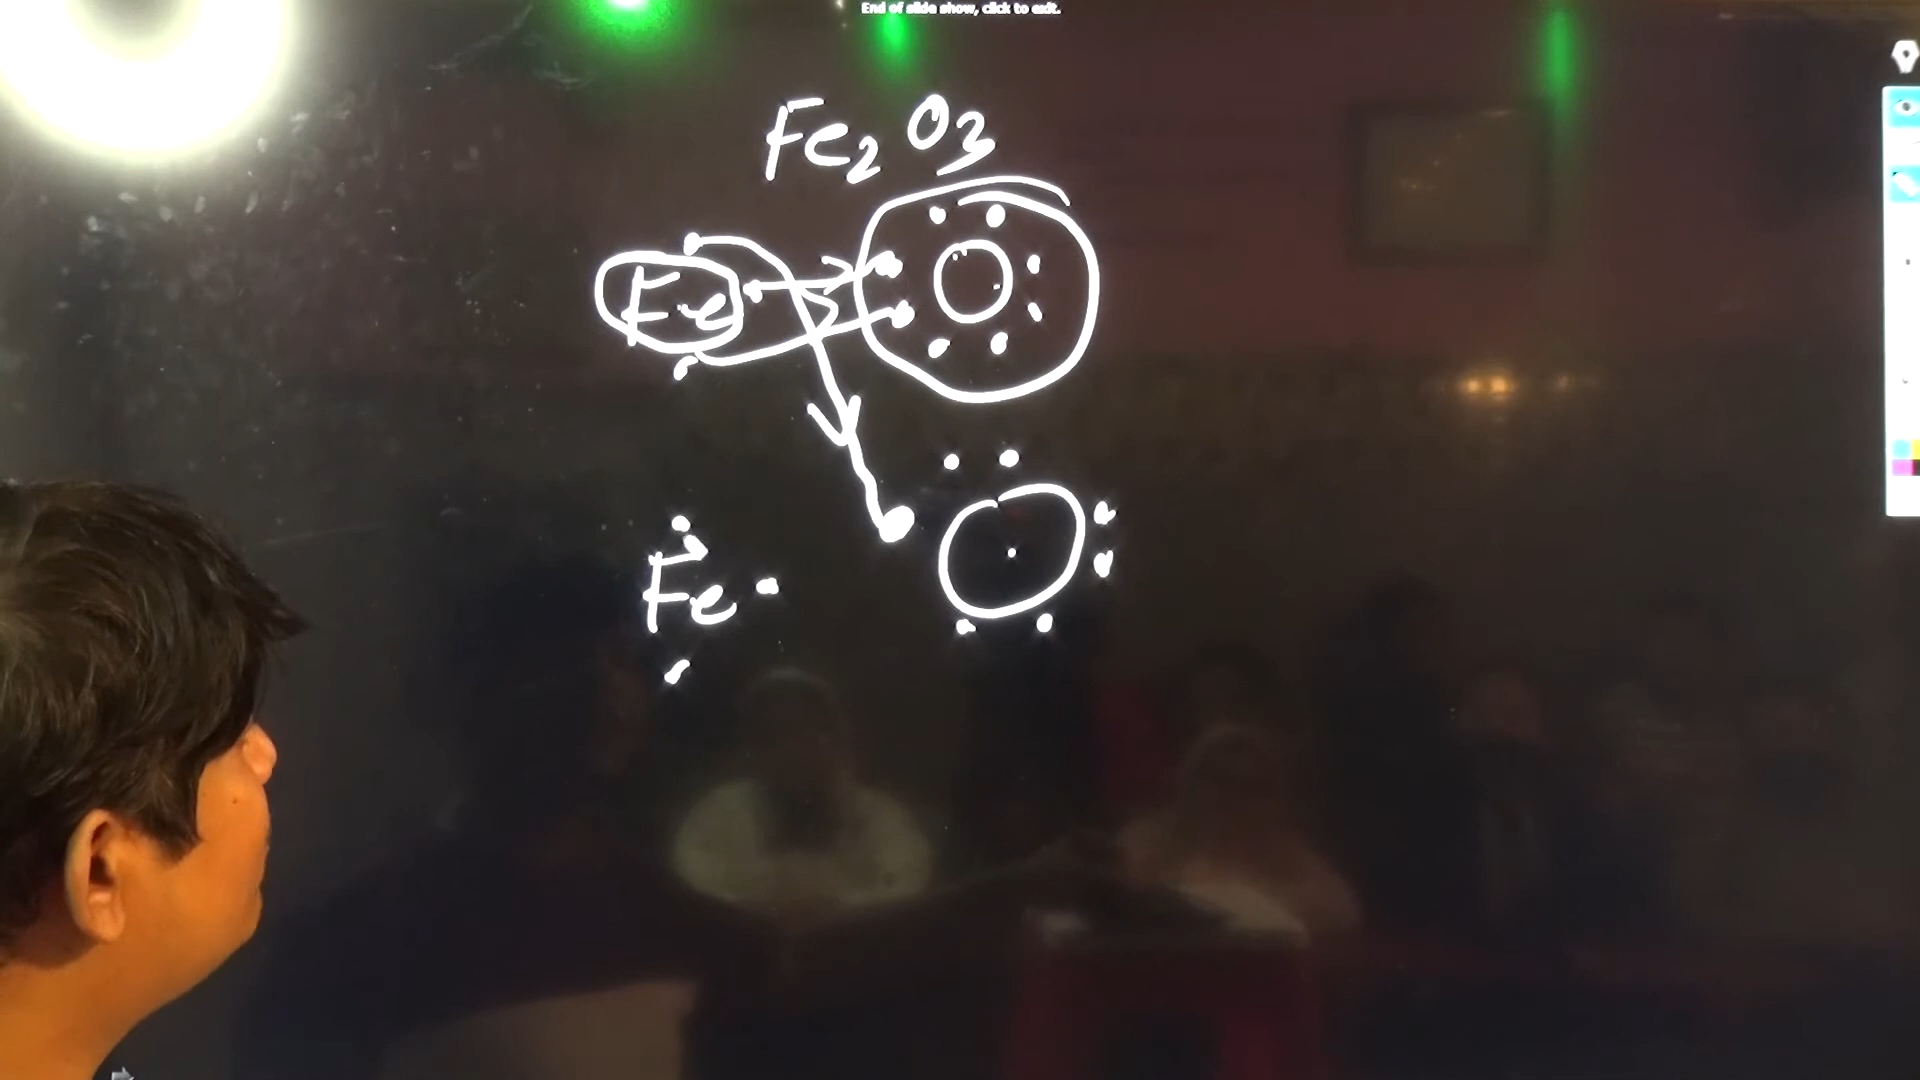 End of slide show, click to exit.
Fe₂O₃
Fe O
Fe O